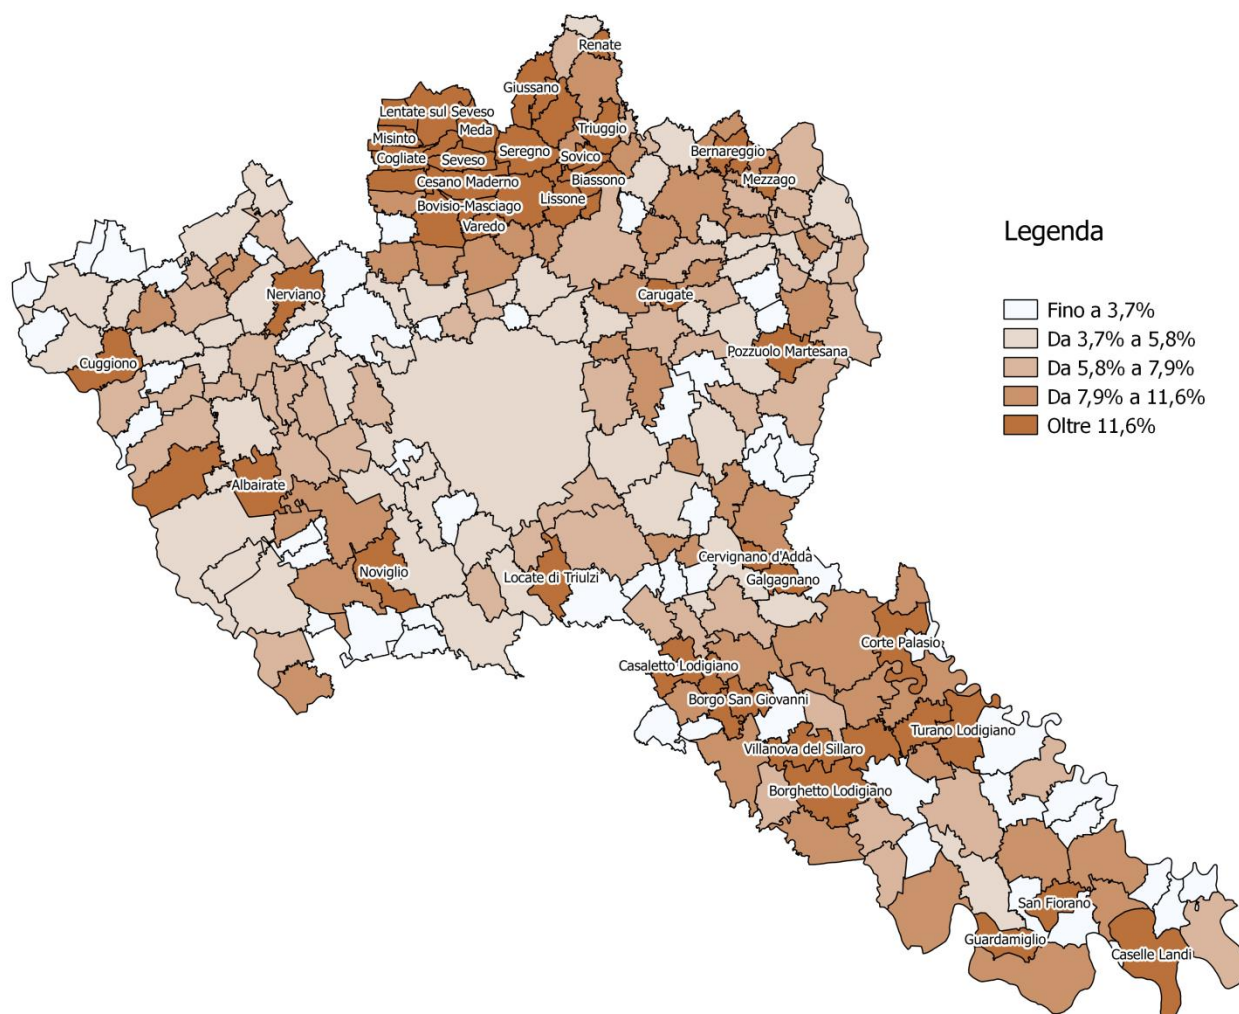 Renate
Giussano
Lentate sul Seveso
Meda
Triuggio
Misinto
Seregno
Bernareggio
Cogliate
Seveso
Sovico
Cesano Maderno
Biassono
Mezzago
Bovisio-Masciago
Lissone
Varedo
Legenda
Nerviano
Carugate
Fino a 3,7%
Da 3,7% a 5,8%
Cuggiono
Pozzuolo Martesana
Da 5,8% a 7,9%
Da 7,9% a 11,6%
Oltre 11,6%
Albairate
Cervignano d'Adda
Noviglio
Locate di Triulzi
Galgagnano
Corte Palasio
Casaletto Lodigiano
Borgo San Giovanni
Turano Lodigiano
Villanova del Sillaro
Borghetto Lodigiano
San Fiorano
Guardamiglio
Caselle Landi